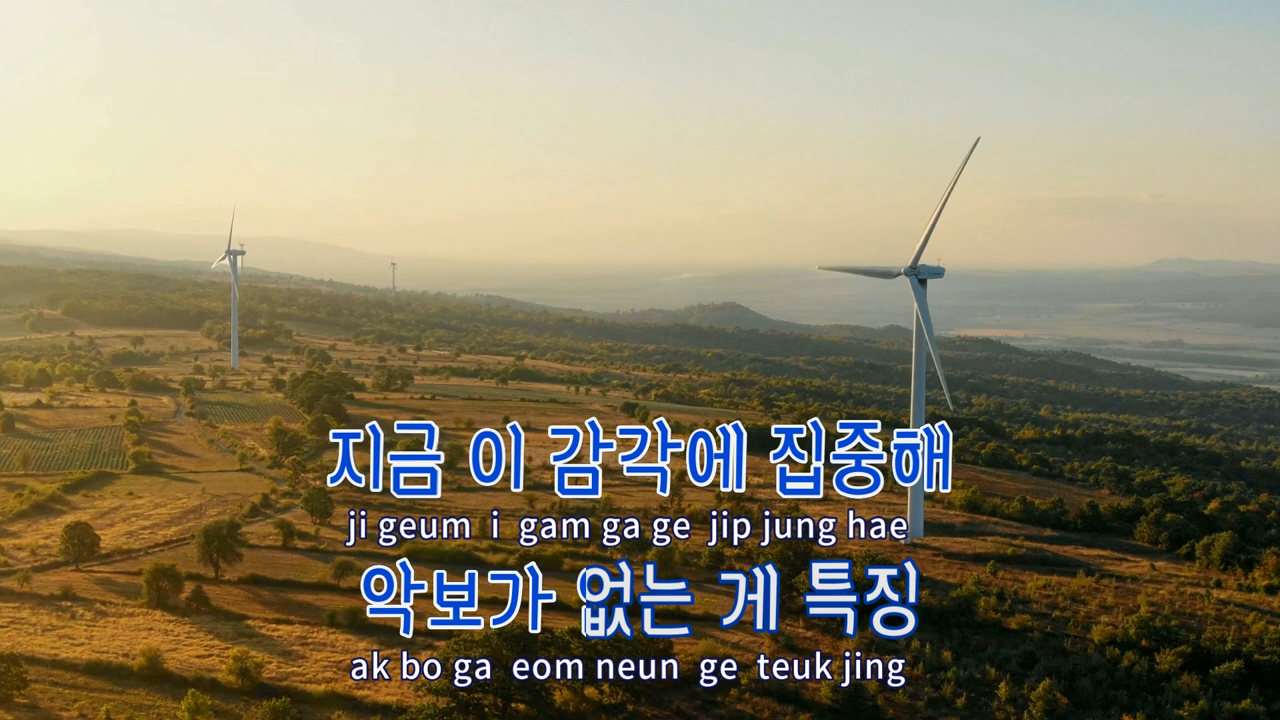 지금 이 감각에 집중해
ji geum i gam ga ge jip jung hae
악보가 없는 게 특징
ak bo ga eom neun ge teuk jing